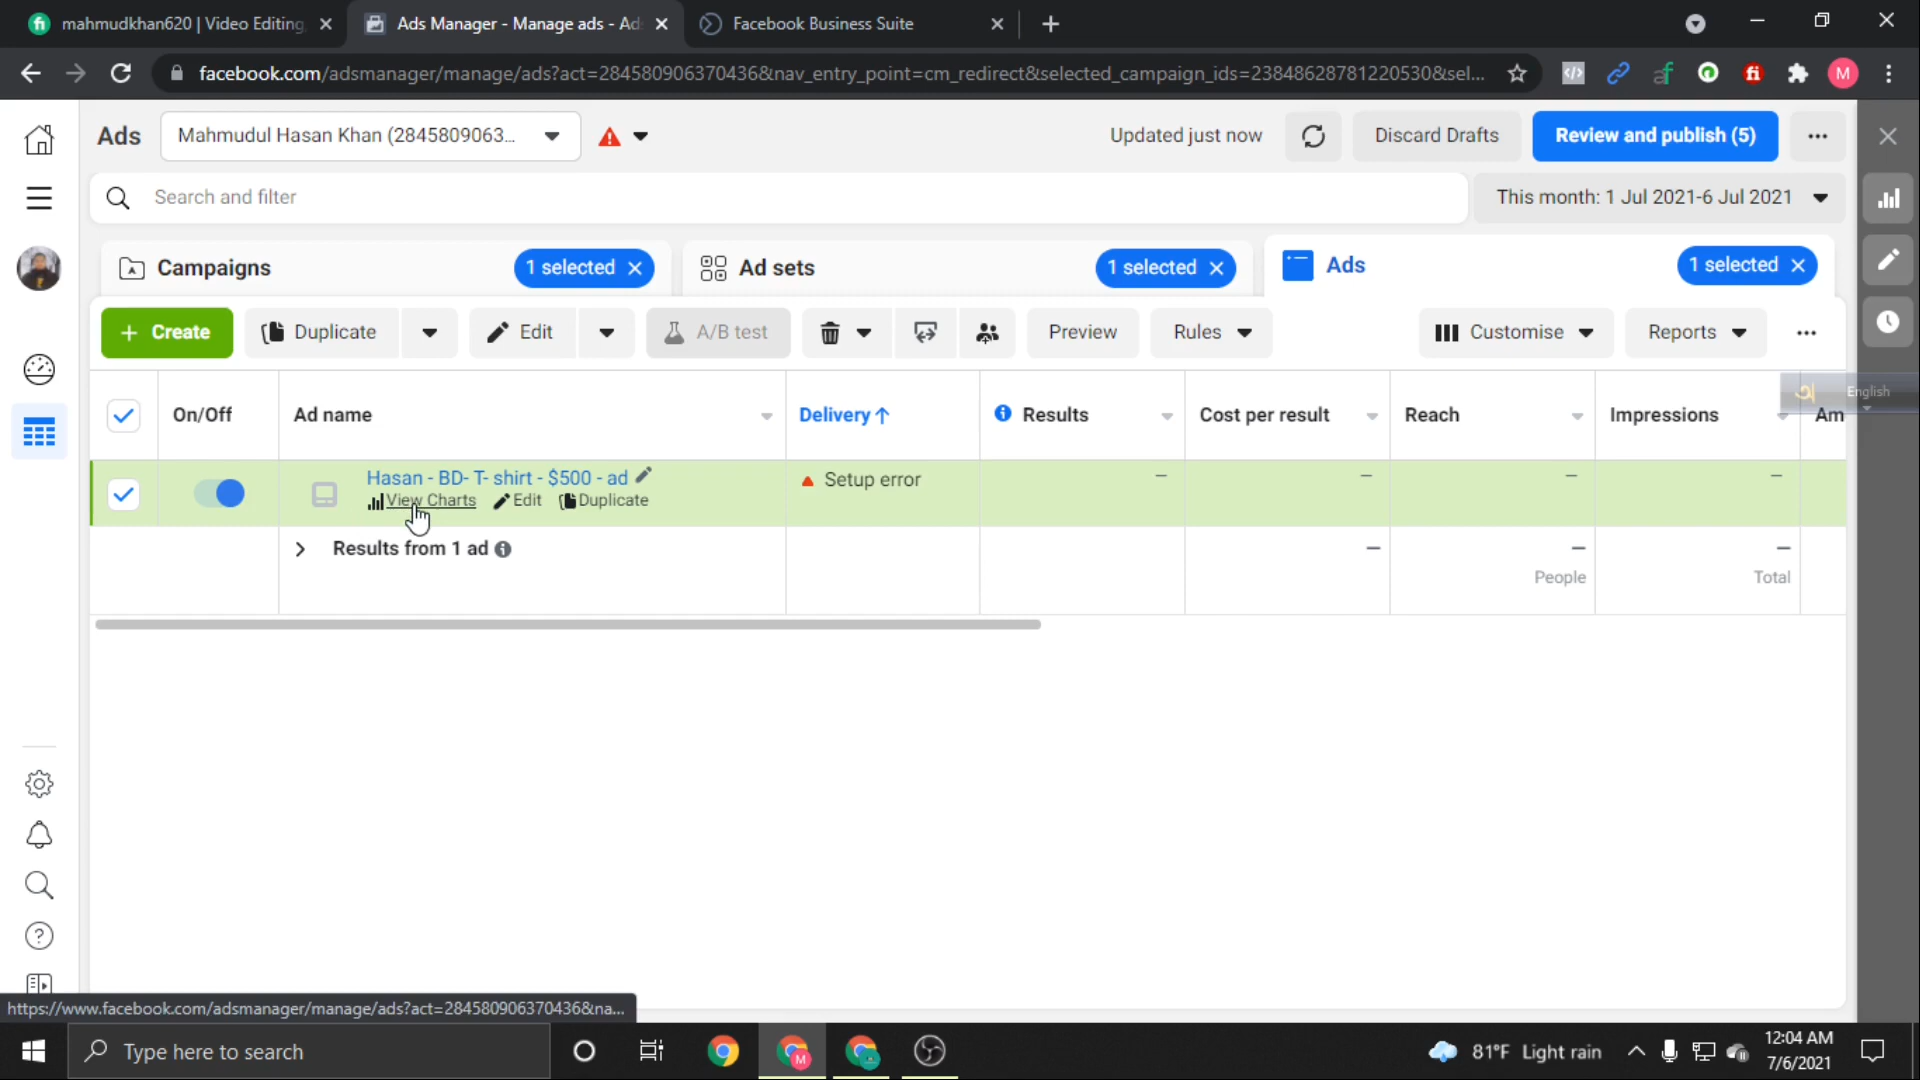 mahmudkhan620 | Video Editing,
Ads Manager - Manage ads - Ad
Facebook Business Suite
facebook.com/adsmanager/manage/ads?act=284580906370436&nav_entry_point=cm_redirect&selected_campaign_ids=23848628781220530&sel...
M
Ads
Mahmudul Hasan Khan (2845809063...
Updated just now
Discard Drafts
Review and publish (5)
Search and filter
This month: 1 Jul 2021-6 Jul 2021
Campaigns
1 selected
Ad sets
1 selected
Ads
1 selected
+ Create
Duplicate
Edit
A/B test
Preview
Rules
Customise
Reports
অ English
On/Off
Ad name
Delivery↑
Results
Cost per result
Reach
Impressions
Am
Hasan - BD- T- shirt - $500 - ad
View Charts
Edit
Duplicate
Setup error
—
—
—
—
Results from 1 ad
—
—
—
People
Total
https://www.facebook.com/adsmanager/manage/ads?act=284580906370436&na...
Type here to search
81°F Light rain
12:04 AM
7/6/2021